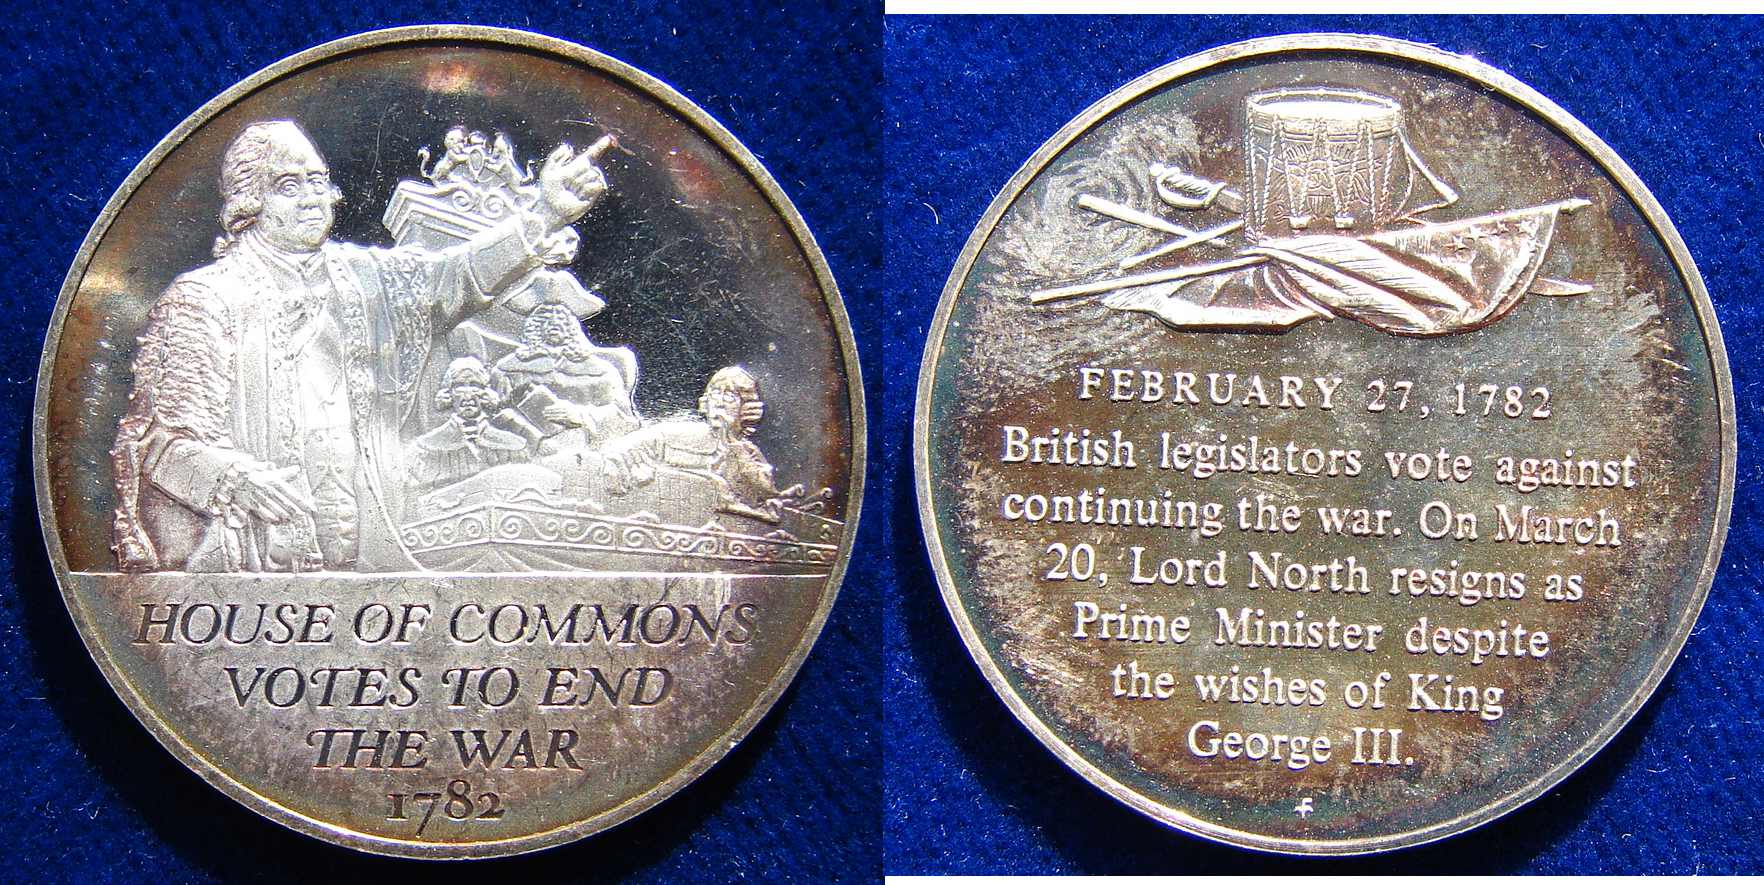 HOUSE OF COMMONS
VOTES TO END
THE WAR
1782
FEBRUARY 27, 1782
British legislators vote against
continuing the war. On March
20, Lord North resigns as
Prime Minister despite
the wishes of King
George III.
f